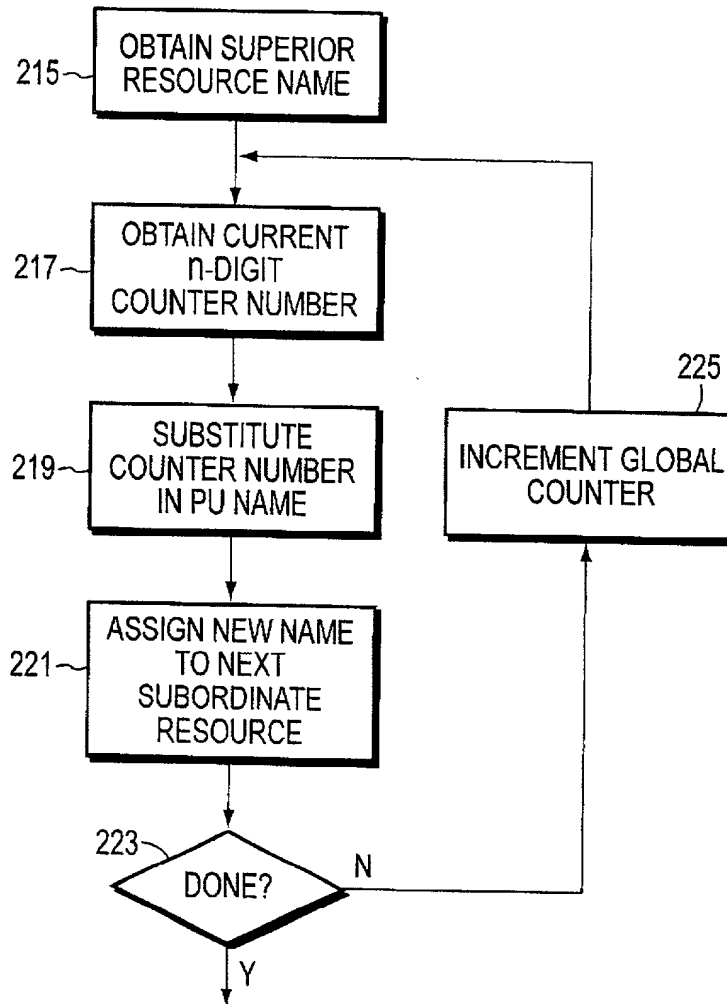 215
OBTAIN SUPERIOR
RESOURCE NAME
217
OBTAIN CURRENT
n-DIGIT
COUNTER NUMBER
219
SUBSTITUTE
COUNTER NUMBER
IN PU NAME
225
INCREMENT GLOBAL
COUNTER
221
ASSIGN NEW NAME
TO NEXT
SUBORDINATE
RESOURCE
223
DONE?
N
Y